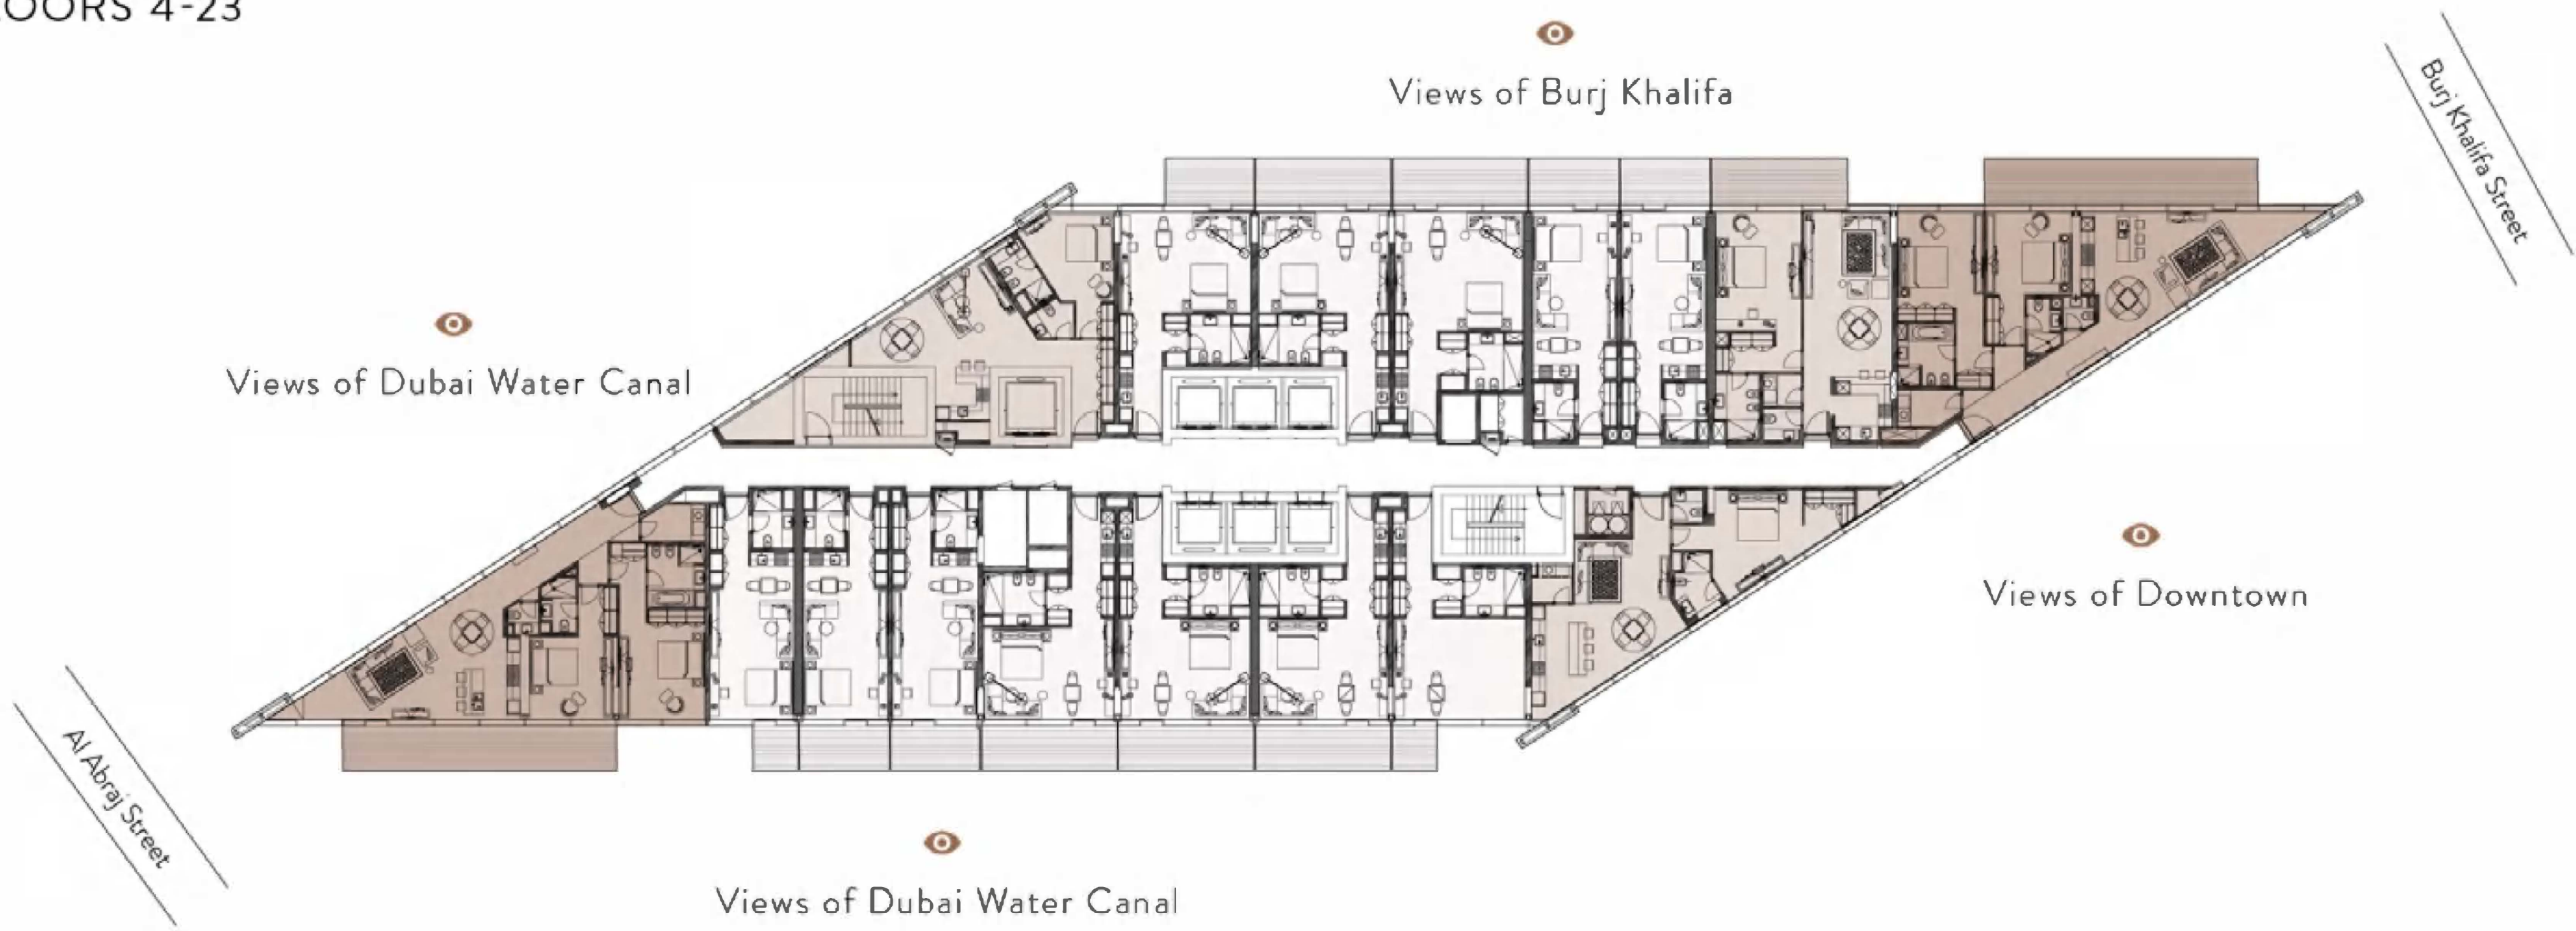 OORS 4-23
Views of Burj Khalifa
Burj Khalifa Street
Views of Dubai Water Canal
Views of Downtown
Al Abraj Street
Views of Dubai Water Canal